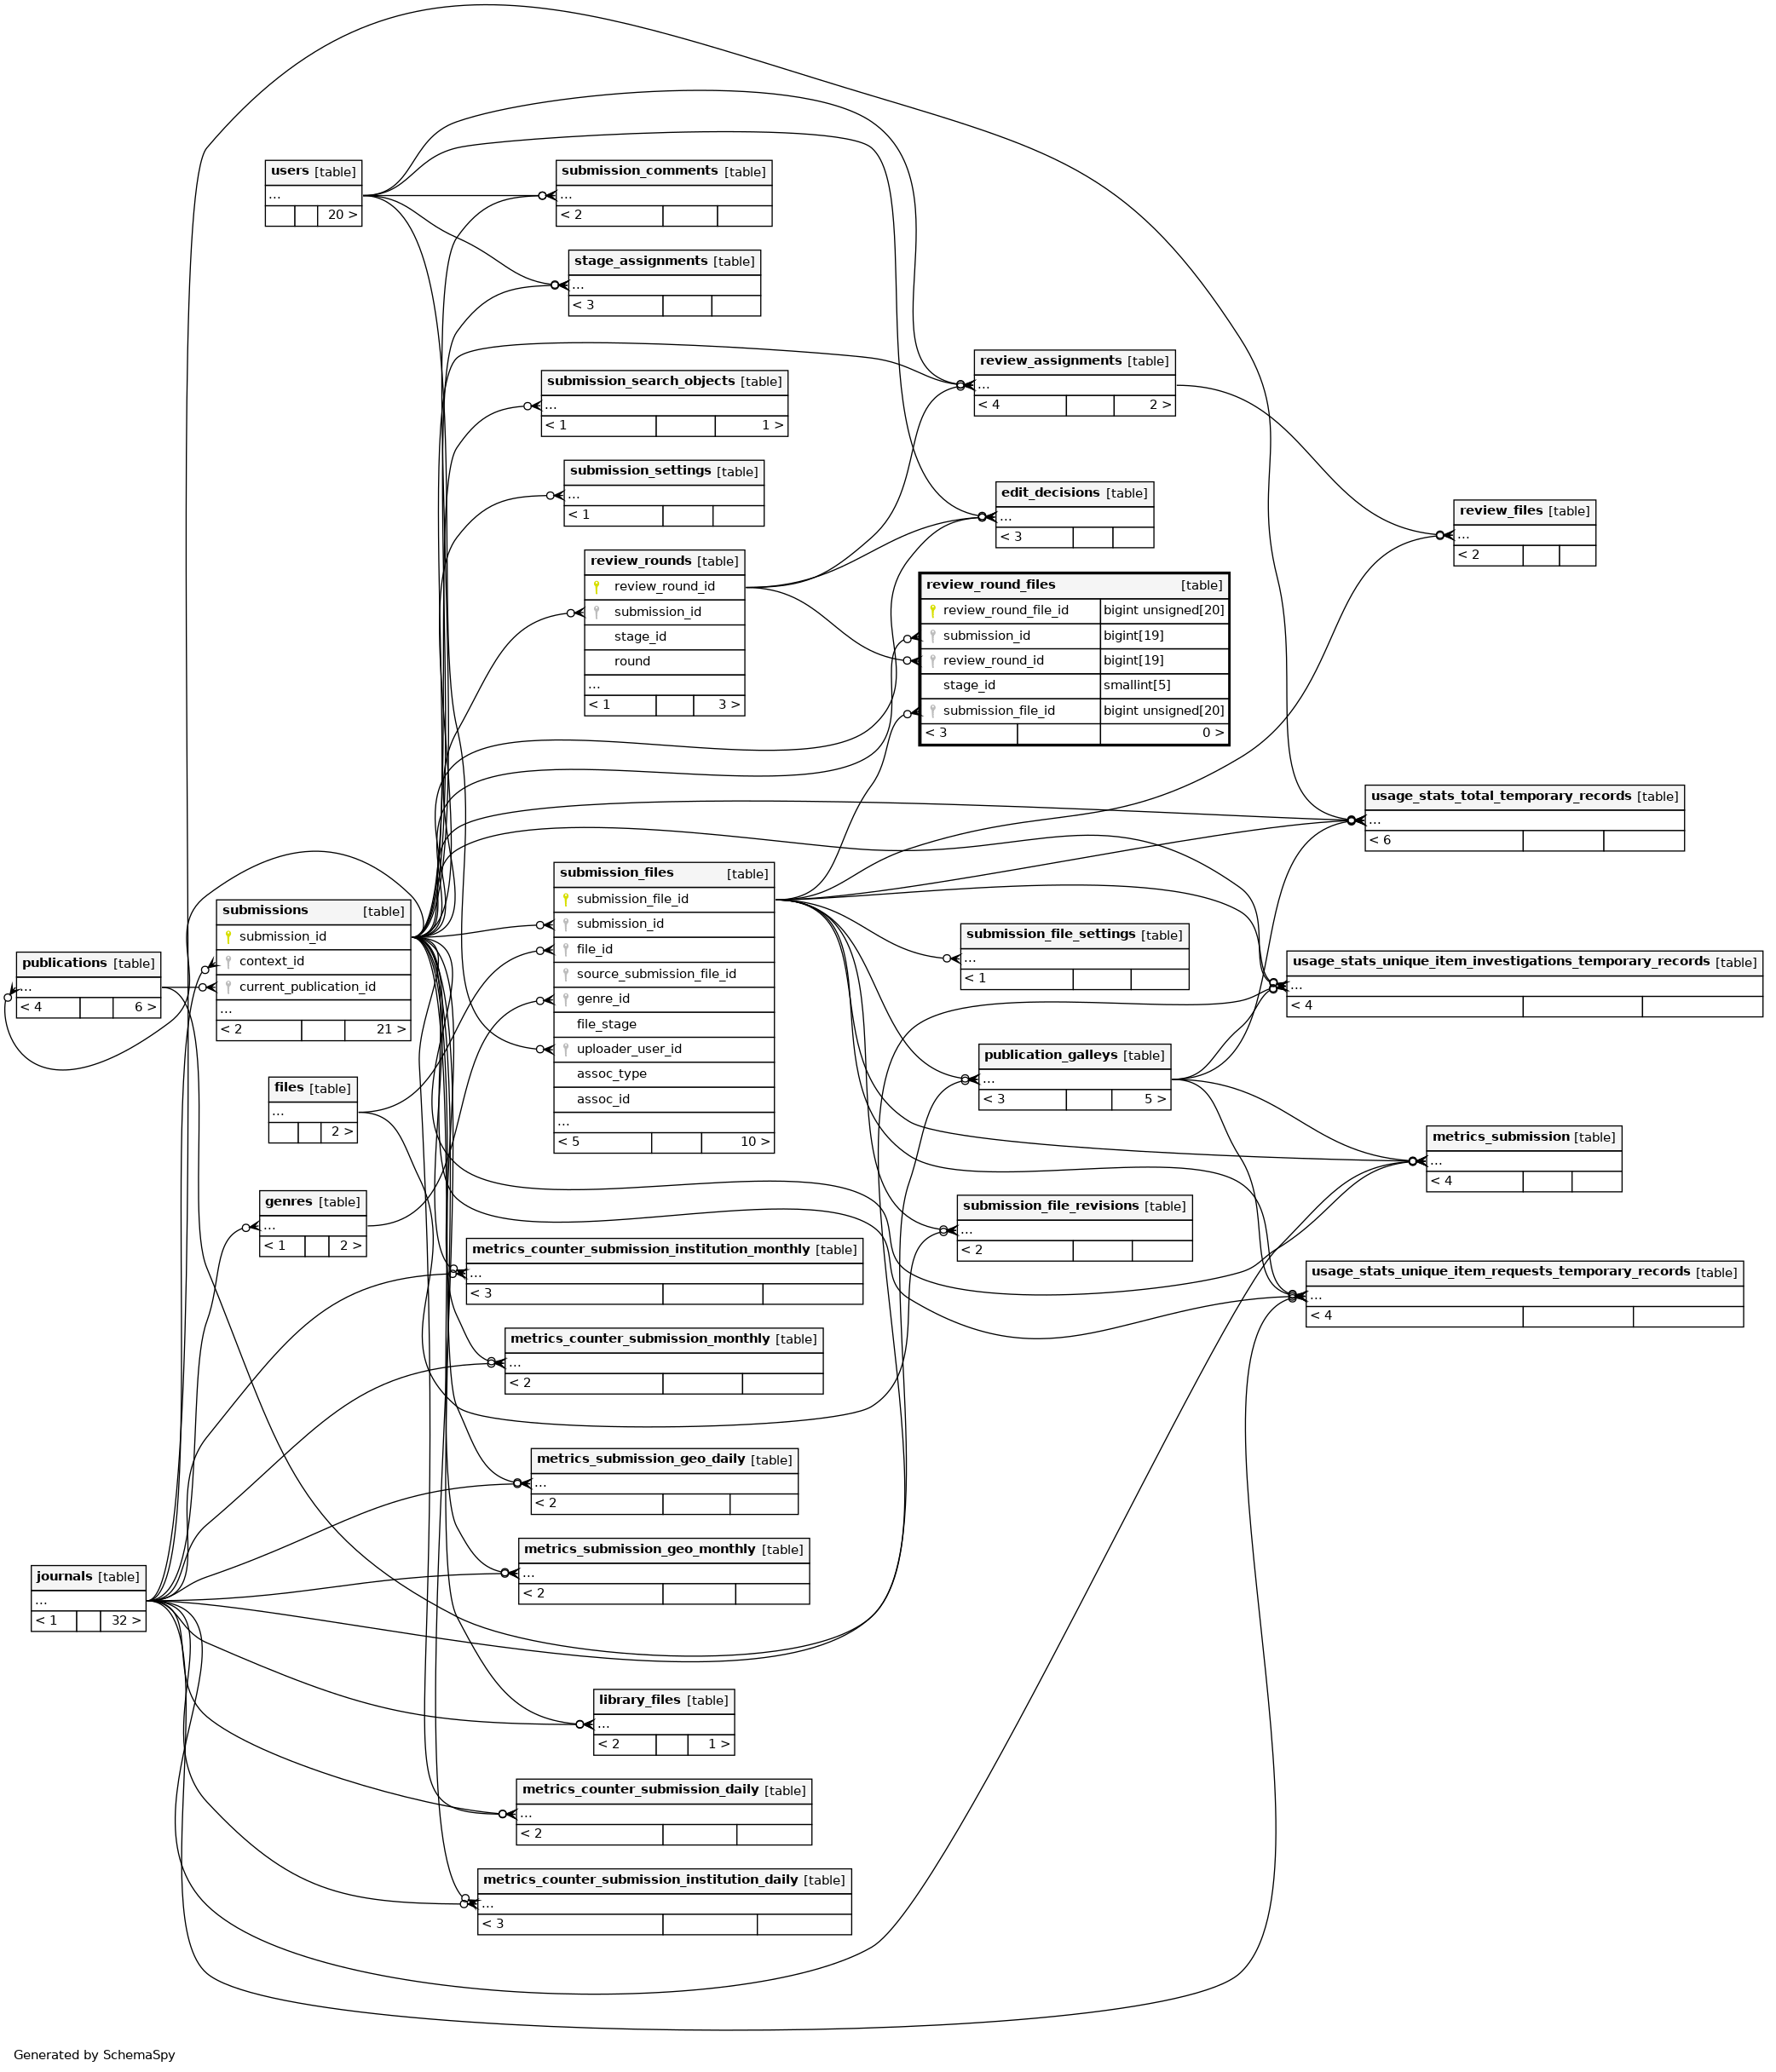 users [table]
...
20 >
submission_comments [table]
...
< 2
stage_assignments [table]
...
< 3
submission_search_objects [table]
...
< 1 1 >
submission_settings [table]
...
< 1
review_rounds [table]
review_round_id
submission_id
stage_id
round
...
< 1 3 >
review_assignments [table]
...
< 4 2 >
edit_decisions [table]
...
< 3
review_round_files [table]
review_round_file_id bigint unsigned[20]
submission_id bigint[19]
review_round_id bigint[19]
stage_id smallint[5]
submission_file_id bigint unsigned[20]
< 3 0 >
review_files [table]
...
< 2
usage_stats_total_temporary_records [table]
...
< 6
submission_files [table]
submission_file_id
submission_id
file_id
source_submission_file_id
genre_id
file_stage
uploader_user_id
assoc_type
assoc_id
...
< 5 10 >
submissions [table]
submission_id
context_id
current_publication_id
...
< 2 21 >
publications [table]
...
< 4 6 >
submission_file_settings [table]
...
< 1
usage_stats_unique_item_investigations_temporary_records [table]
...
< 4
publication_galleys [table]
...
< 3 5 >
files [table]
...
2 >
metrics_submission [table]
...
< 4
genres [table]
...
< 1 2 >
submission_file_revisions [table]
...
< 2
metrics_counter_submission_institution_monthly [table]
...
< 3
usage_stats_unique_item_requests_temporary_records [table]
...
< 4
metrics_counter_submission_monthly [table]
...
< 2
metrics_submission_geo_daily [table]
...
< 2
metrics_submission_geo_monthly [table]
...
< 2
journals [table]
...
< 1 32 >
library_files [table]
...
< 2 1 >
metrics_counter_submission_daily [table]
...
< 2
metrics_counter_submission_institution_daily [table]
...
< 3
Generated by SchemaSpy